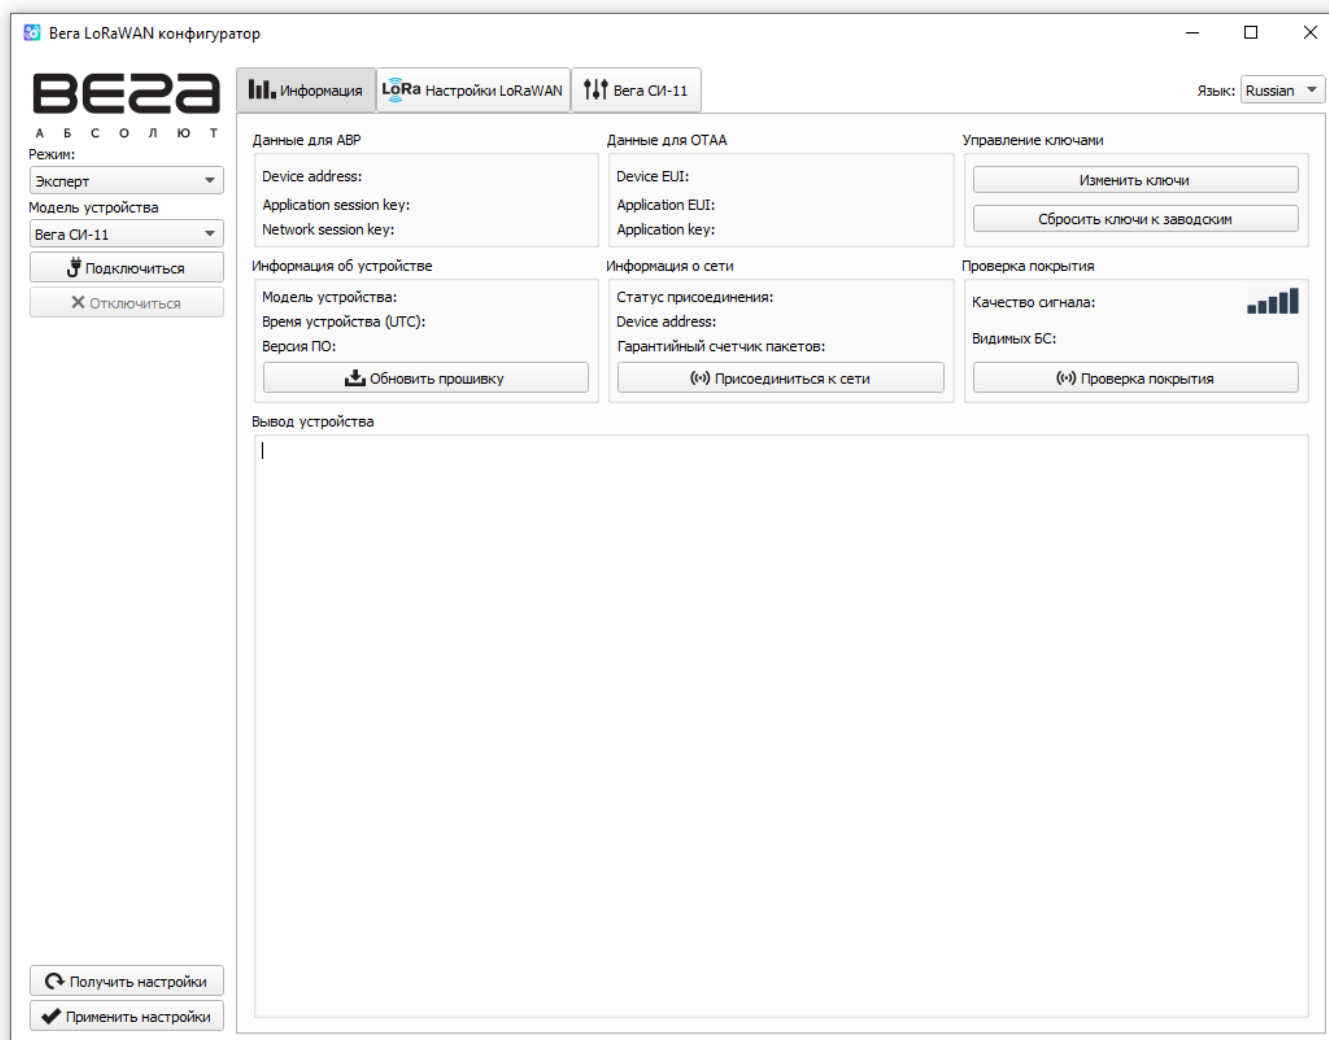 Вега LoRaWAN конфигуратор
ВЕГА
АБСОЛЮТ
Информация
LoRa Настройки LoRaWAN
Вега СИ-11
Язык: Russian
Режим:
Эксперт
Модель устройства
Вега СИ-11
Подключиться
Отключиться
Данные для ABP
Device address:
Application session key:
Network session key:
Данные для OTAA
Device EUI:
Application EUI:
Application key:
Управление ключами
Изменить ключи
Сбросить ключи к заводским
Информация об устройстве
Модель устройства:
Время устройства (UTC):
Версия ПО:
Обновить прошивку
Информация о сети
Статус присоединения:
Device address:
Гарантийный счетчик пакетов:
Присоединиться к сети
Проверка покрытия
Качество сигнала:
Видимых БС:
Проверка покрытия
Вывод устройства
Получить настройки
Применить настройки